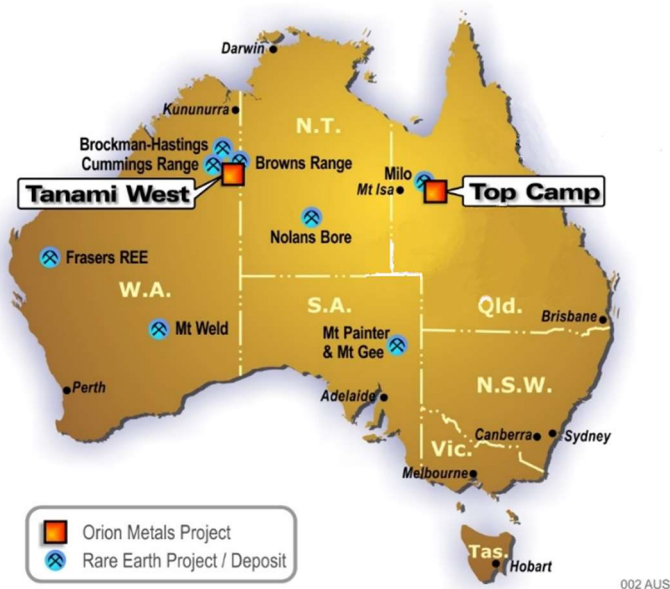 Darwin
Kununurra
N.T.
Brockman-Hastings
Cummings Range
Browns Range
Tanami West
Milo
Mt Isa
Top Camp
Nolans Bore
Frasers REE
W.A.
S.A.
Qld.
Brisbane
Mt Weld
Mt Painter
& Mt Gee
Perth
Adelaide
N.S.W.
Canberra
Sydney
Vic.
Melbourne
Orion Metals Project
Rare Earth Project / Deposit
Tas.
Hobart
002 AUS